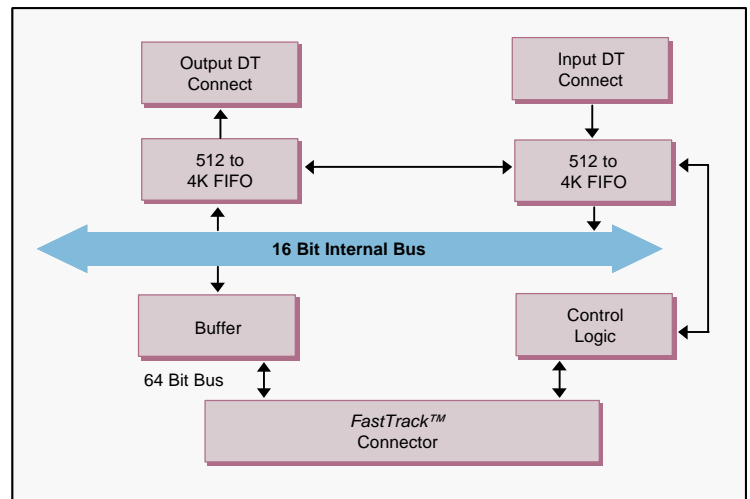 Output DT
Connect
Input DT
Connect
512 to
4K FIFO
512 to
4K FIFO
16 Bit Internal Bus
Buffer
Control
Logic
64 Bit Bus
FastTrack™
Connector